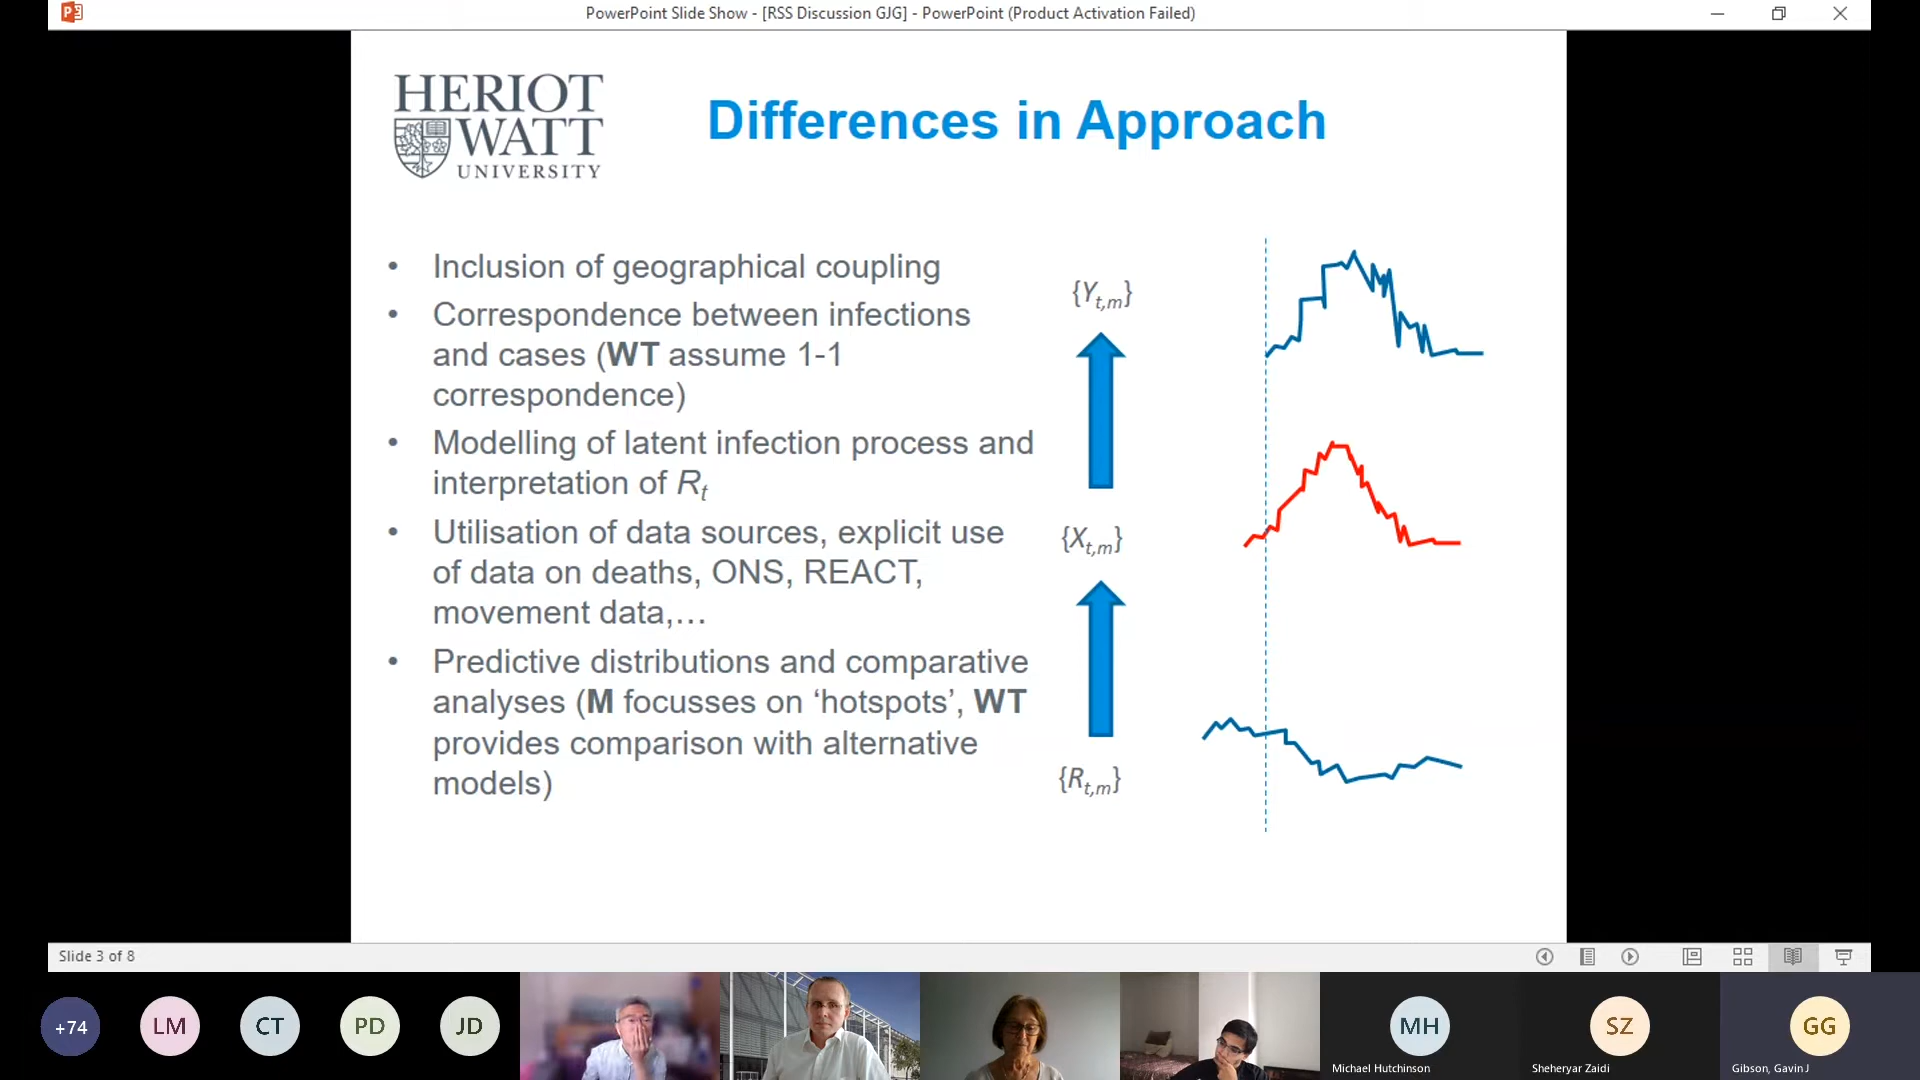 PowerPoint Slide Show - [RSS Discussion GJG] - PowerPoint (Product Activation Failed)
HERIOT
WATT
UNIVERSITY
Differences in Approach
• Inclusion of geographical coupling
• Correspondence between infections
and cases (WT assume 1-1
correspondence)
• Modelling of latent infection process and
interpretation of Rt
• Utilisation of data sources, explicit use
of data on deaths, ONS, REACT,
movement data,…
• Predictive distributions and comparative
analyses (M focusses on ‘hotspots’, WT
provides comparison with alternative
models)
{Yt,m}
{Xt,m}
{Rt,m}
Slide 3 of 8
+74
LM
CT
PD
JD
MH
Michael Hutchinson
SZ
Sheheryar Zaidi
GG
Gibson, Gavin J